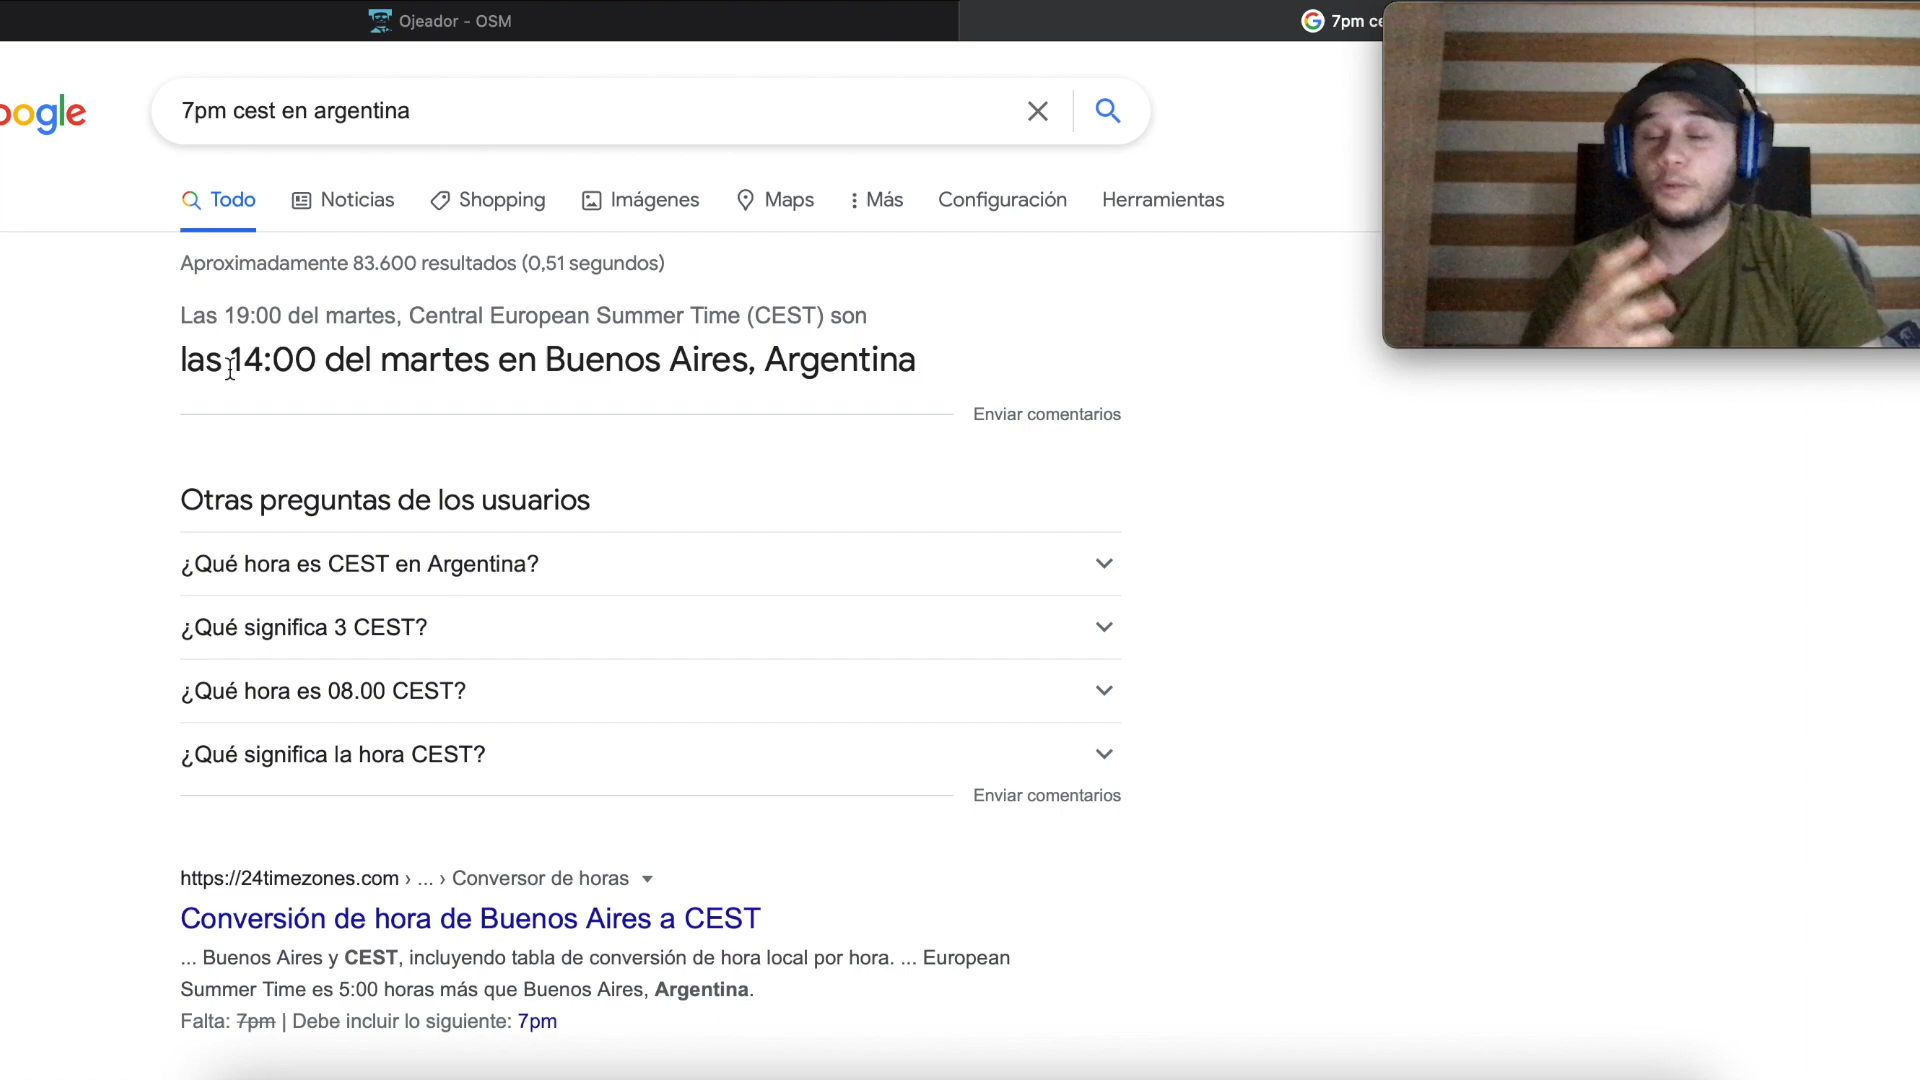 Ojeador - OSM
7pm ce
oogle
7pm cest en argentina
Todo
Noticias
Shopping
Imágenes
Maps
Más
Configuración
Herramientas
Aproximadamente 83.600 resultados (0,51 segundos)
Las 19:00 del martes, Central European Summer Time (CEST) son
las 14:00 del martes en Buenos Aires, Argentina
Enviar comentarios
Otras preguntas de los usuarios
¿Qué hora es CEST en Argentina?
¿Qué significa 3 CEST?
¿Qué hora es 08.00 CEST?
¿Qué significa la hora CEST?
Enviar comentarios
https://24timezones.com › ... › Conversor de horas
Conversión de hora de Buenos Aires a CEST
... Buenos Aires y CEST, incluyendo tabla de conversión de hora local por hora. ... European
Summer Time es 5:00 horas más que Buenos Aires, Argentina.
Falta: 7pm | Debe incluir lo siguiente: 7pm